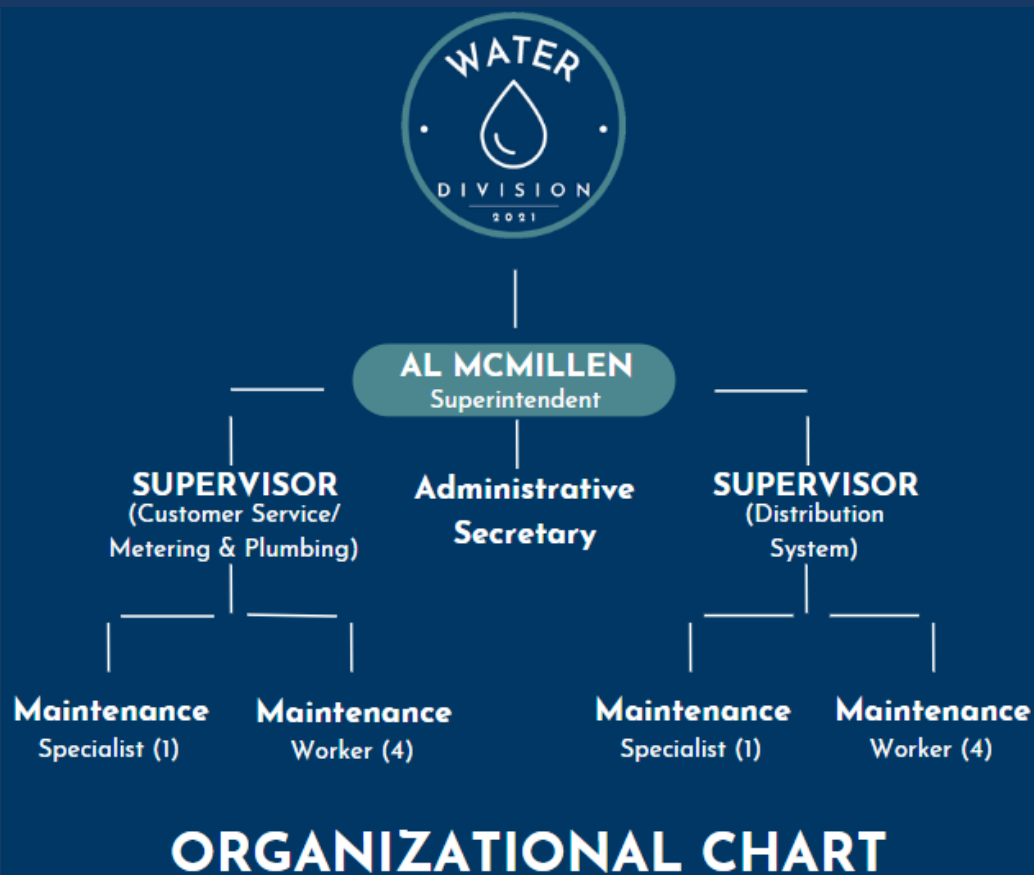 WATER
DIVISION
2021
AL MCMILLEN
Superintendent
SUPERVISOR
(Customer Service/
Metering & Plumbing)
Administrative
Secretary
SUPERVISOR
(Distribution
System)
Maintenance
Specialist (1)
Maintenance
Worker (4)
Maintenance
Specialist (1)
Maintenance
Worker (4)
ORGANIZATIONAL CHART